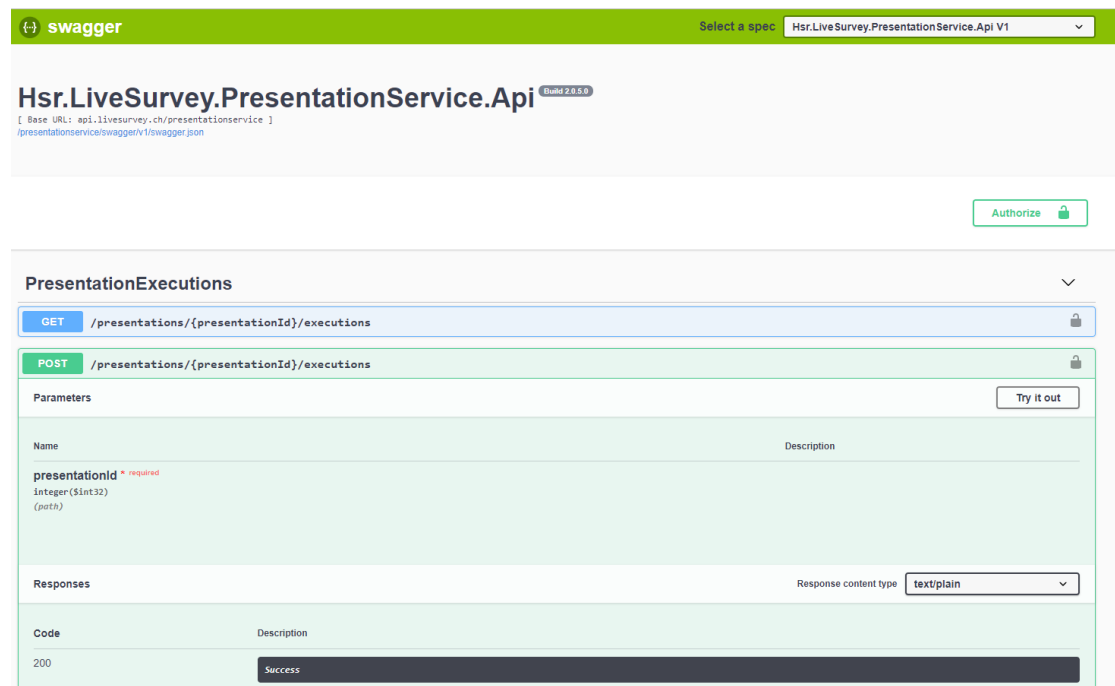 {···} swagger
Select a spec Hsr.LiveSurvey.PresentationService.Api V1
Hsr.LiveSurvey.PresentationService.Api Build 2.0.5.0
[ Base URL: api.livesurvey.ch/presentationservice ]
/presentationservice/swagger/v1/swagger.json
Authorize
PresentationExecutions
GET /presentations/{presentationId}/executions
POST /presentations/{presentationId}/executions
Parameters Try it out
Name Description
presentationId * required
integer($int32)
(path)
Responses Response content type text/plain
Code Description
200 Success